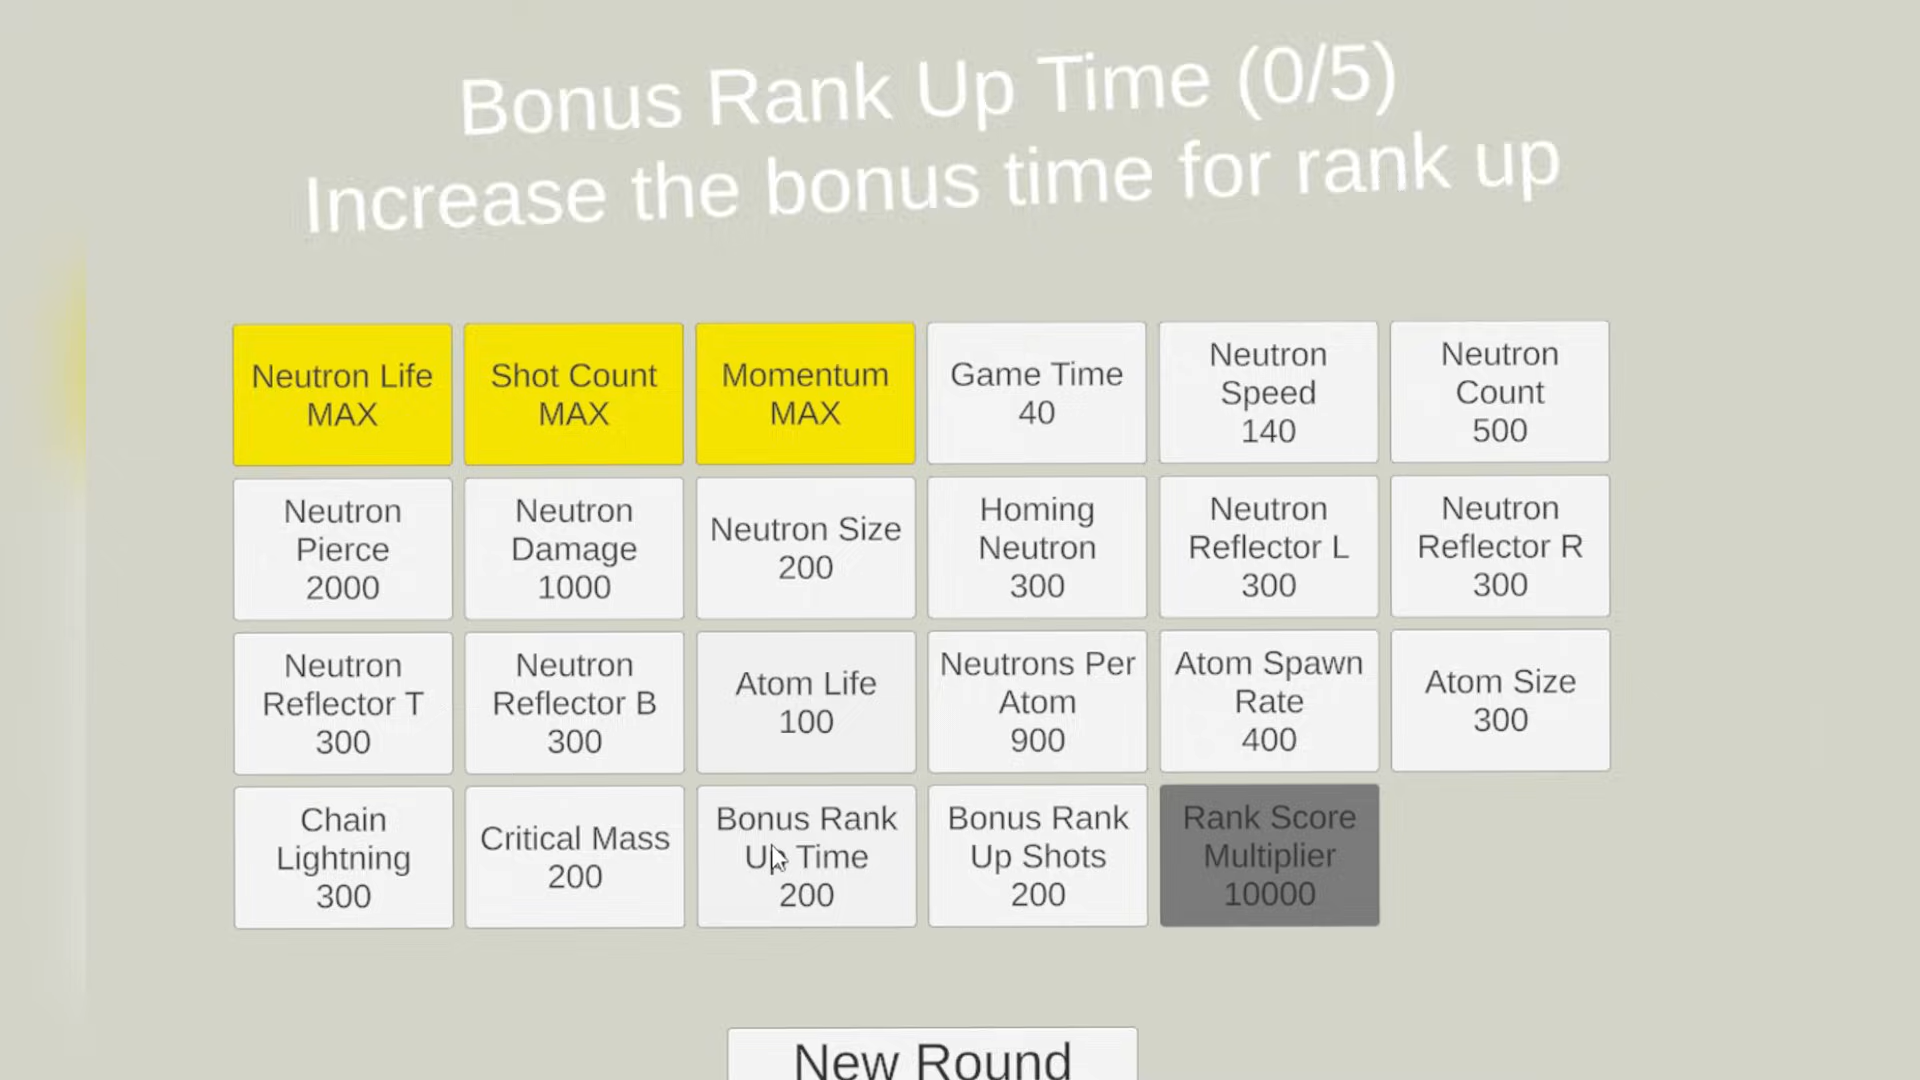 Bonus Rank Up Time (0/5)
Increase the bonus time for rank up
Neutron Life
MAX
Shot Count
MAX
Momentum
MAX
Game Time
40
Neutron
Speed
140
Neutron
Count
500
Neutron
Pierce
2000
Neutron
Damage
1000
Neutron Size
200
Homing
Neutron
300
Neutron
Reflector L
300
Neutron
Reflector R
300
Neutron
Reflector T
300
Neutron
Reflector B
300
Atom Life
100
Neutrons Per
Atom
900
Atom Spawn
Rate
400
Atom Size
300
Chain
Lightning
300
Critical Mass
200
Bonus Rank
Up Time
200
Bonus Rank
Up Shots
200
Rank Score
Multiplier
10000
New Round